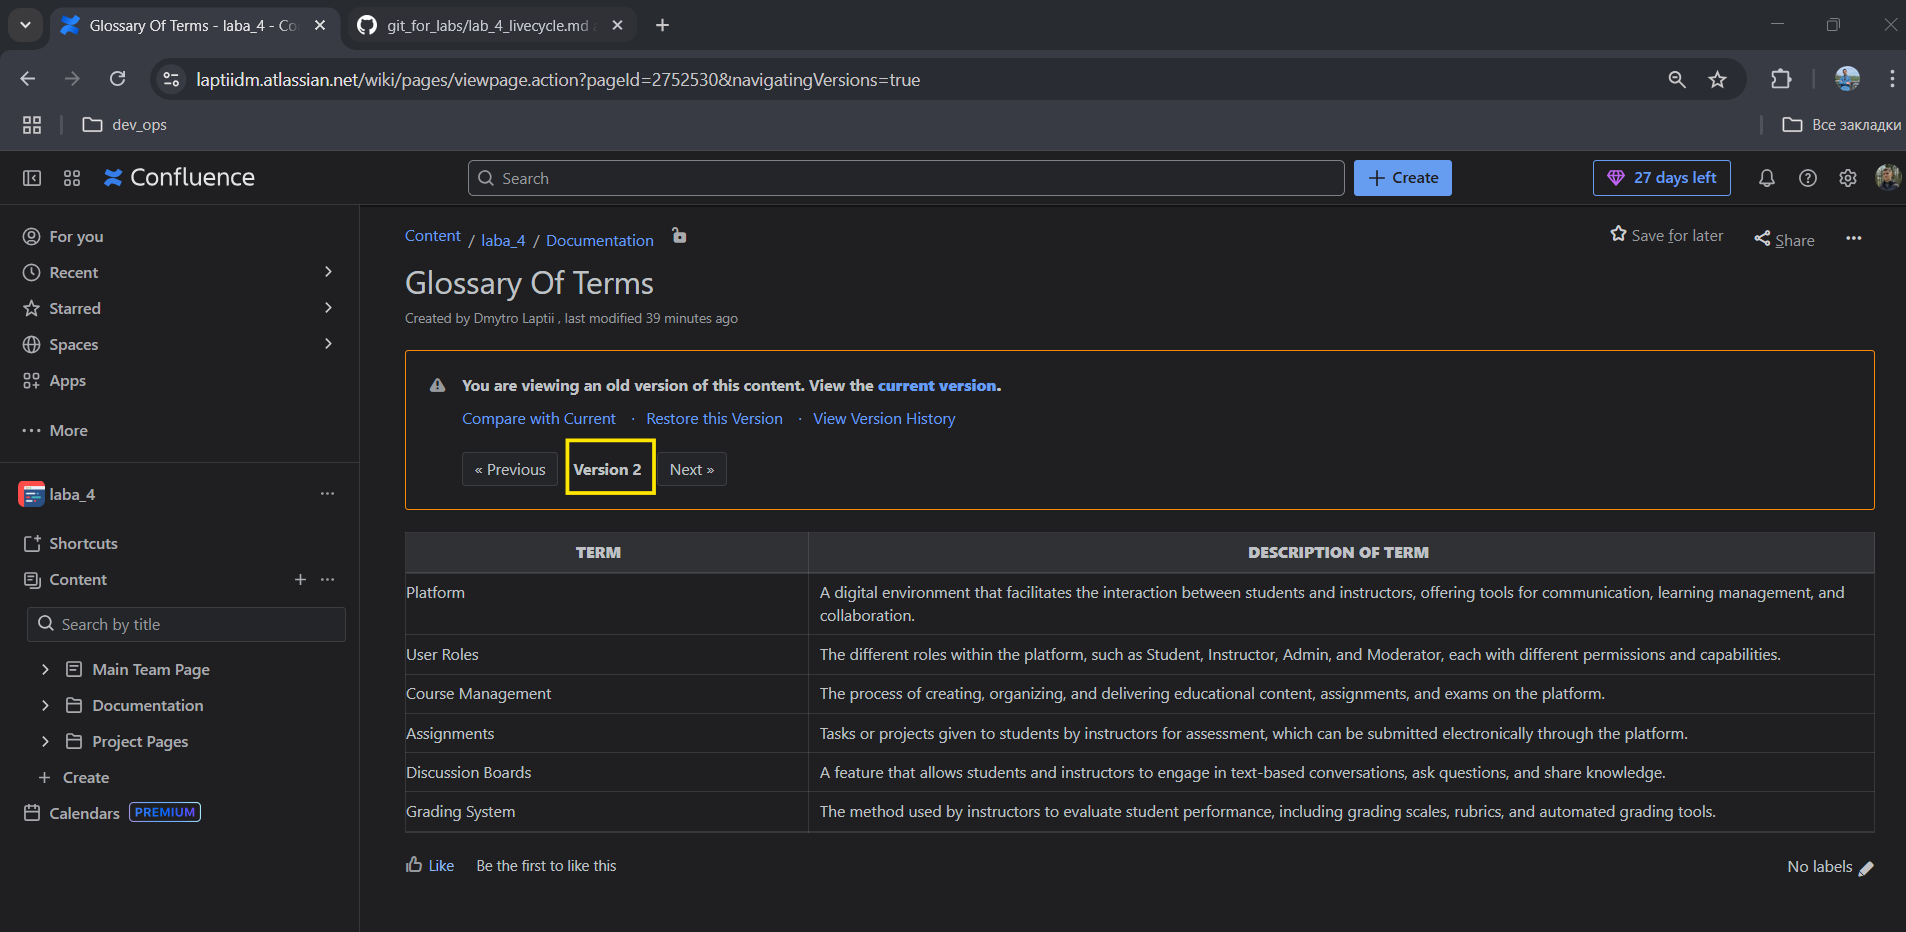 Glossary Of Terms - laba_4 - Co
git_for_labs/lab_4_livecycle.md
laptiidm.atlassian.net/wiki/pages/viewpage.action?pageId=2752530&navigatingVersions=true
dev_ops
Все закладки
Confluence
Search
Create
27 days left
For you
Recent
Starred
Spaces
Apps
More
laba_4
Shortcuts
Content
Search by title
Main Team Page
Documentation
Project Pages
Create
Calendars PREMIUM
Content / laba_4 / Documentation
Save for later
Share
Glossary Of Terms
Created by Dmytro Laptii , last modified 39 minutes ago
You are viewing an old version of this content. View the current version.
Compare with Current · Restore this Version · View Version History
« Previous Version 2 Next »
TERM DESCRIPTION OF TERM
Platform
A digital environment that facilitates the interaction between students and instructors, offering tools for communication, learning management, and
collaboration.
User Roles
The different roles within the platform, such as Student, Instructor, Admin, and Moderator, each with different permissions and capabilities.
Course Management
The process of creating, organizing, and delivering educational content, assignments, and exams on the platform.
Assignments
Tasks or projects given to students by instructors for assessment, which can be submitted electronically through the platform.
Discussion Boards
A feature that allows students and instructors to engage in text-based conversations, ask questions, and share knowledge.
Grading System
The method used by instructors to evaluate student performance, including grading scales, rubrics, and automated grading tools.
Like Be the first to like this
No labels